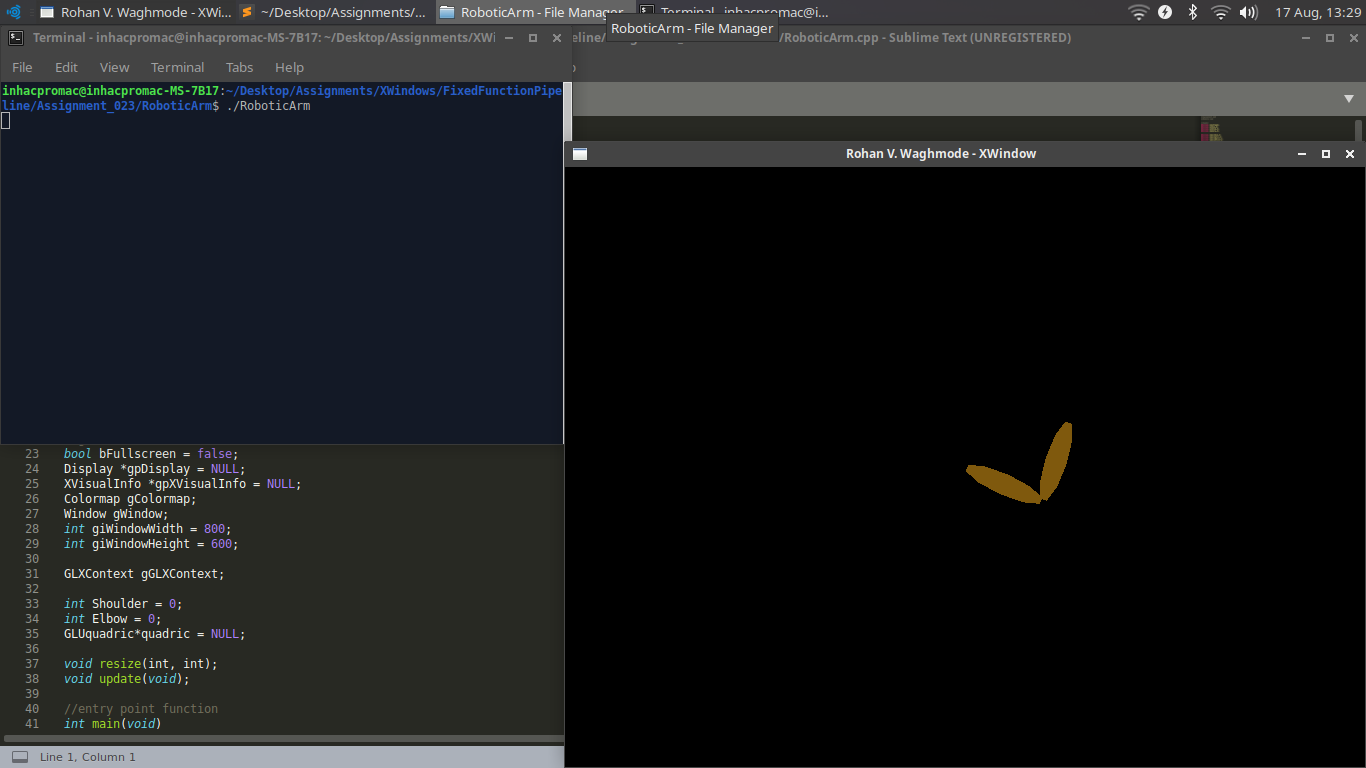 Rohan V. Waghmode - XWi...
~/Desktop/Assignments/...
RoboticArm - File Manager
Terminal - inhacpromac@i...
17 Aug, 13:29
RoboticArm - File Manager
Terminal - inhacpromac@inhacpromac-MS-7B17: ~/Desktop/Assignments/XWi
/RoboticArm.cpp - Sublime Text (UNREGISTERED)
File Edit View Terminal Tabs Help
inhacpromac@inhacpromac-MS-7B17:~/Desktop/Assignments/XWindows/FixedFunctionPipe
line/Assignment_023/RoboticArm$ ./RoboticArm
Rohan V. Waghmode - XWindow
23 bool bFullscreen = false;
24 Display *gpDisplay = NULL;
25 XVisualInfo *gpXVisualInfo = NULL;
26 Colormap gColormap;
27 Window gWindow;
28 int giWindowWidth = 800;
29 int giWindowHeight = 600;
30
31 GLXContext gGLXContext;
32
33 int Shoulder = 0;
34 int Elbow = 0;
35 GLUquadric*quadric = NULL;
36
37 void resize(int, int);
38 void update(void);
39
40 //entry point function
41 int main(void)
Line 1, Column 1